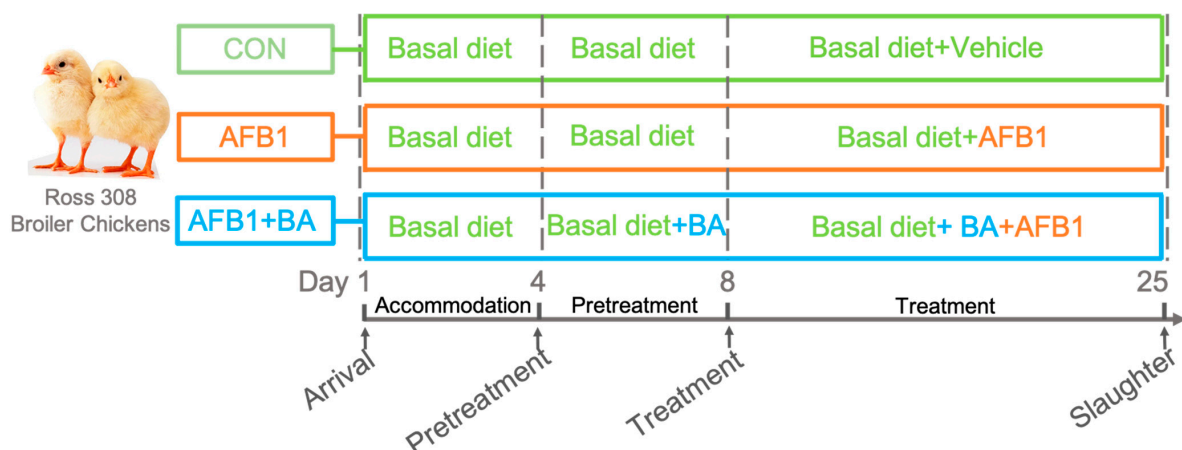 CON
Basal diet
Basal diet
Basal diet+Vehicle
AFB1
Basal diet
Basal diet
Basal diet+AFB1
Ross 308
Broiler Chickens
AFB1+BA
Basal diet
Basal diet+BA
Basal diet+ BA+AFB1
Day 1
4
8
25
Accommodation
Pretreatment
Treatment
Arrival
Pretreatment
Treatment
Slaughter